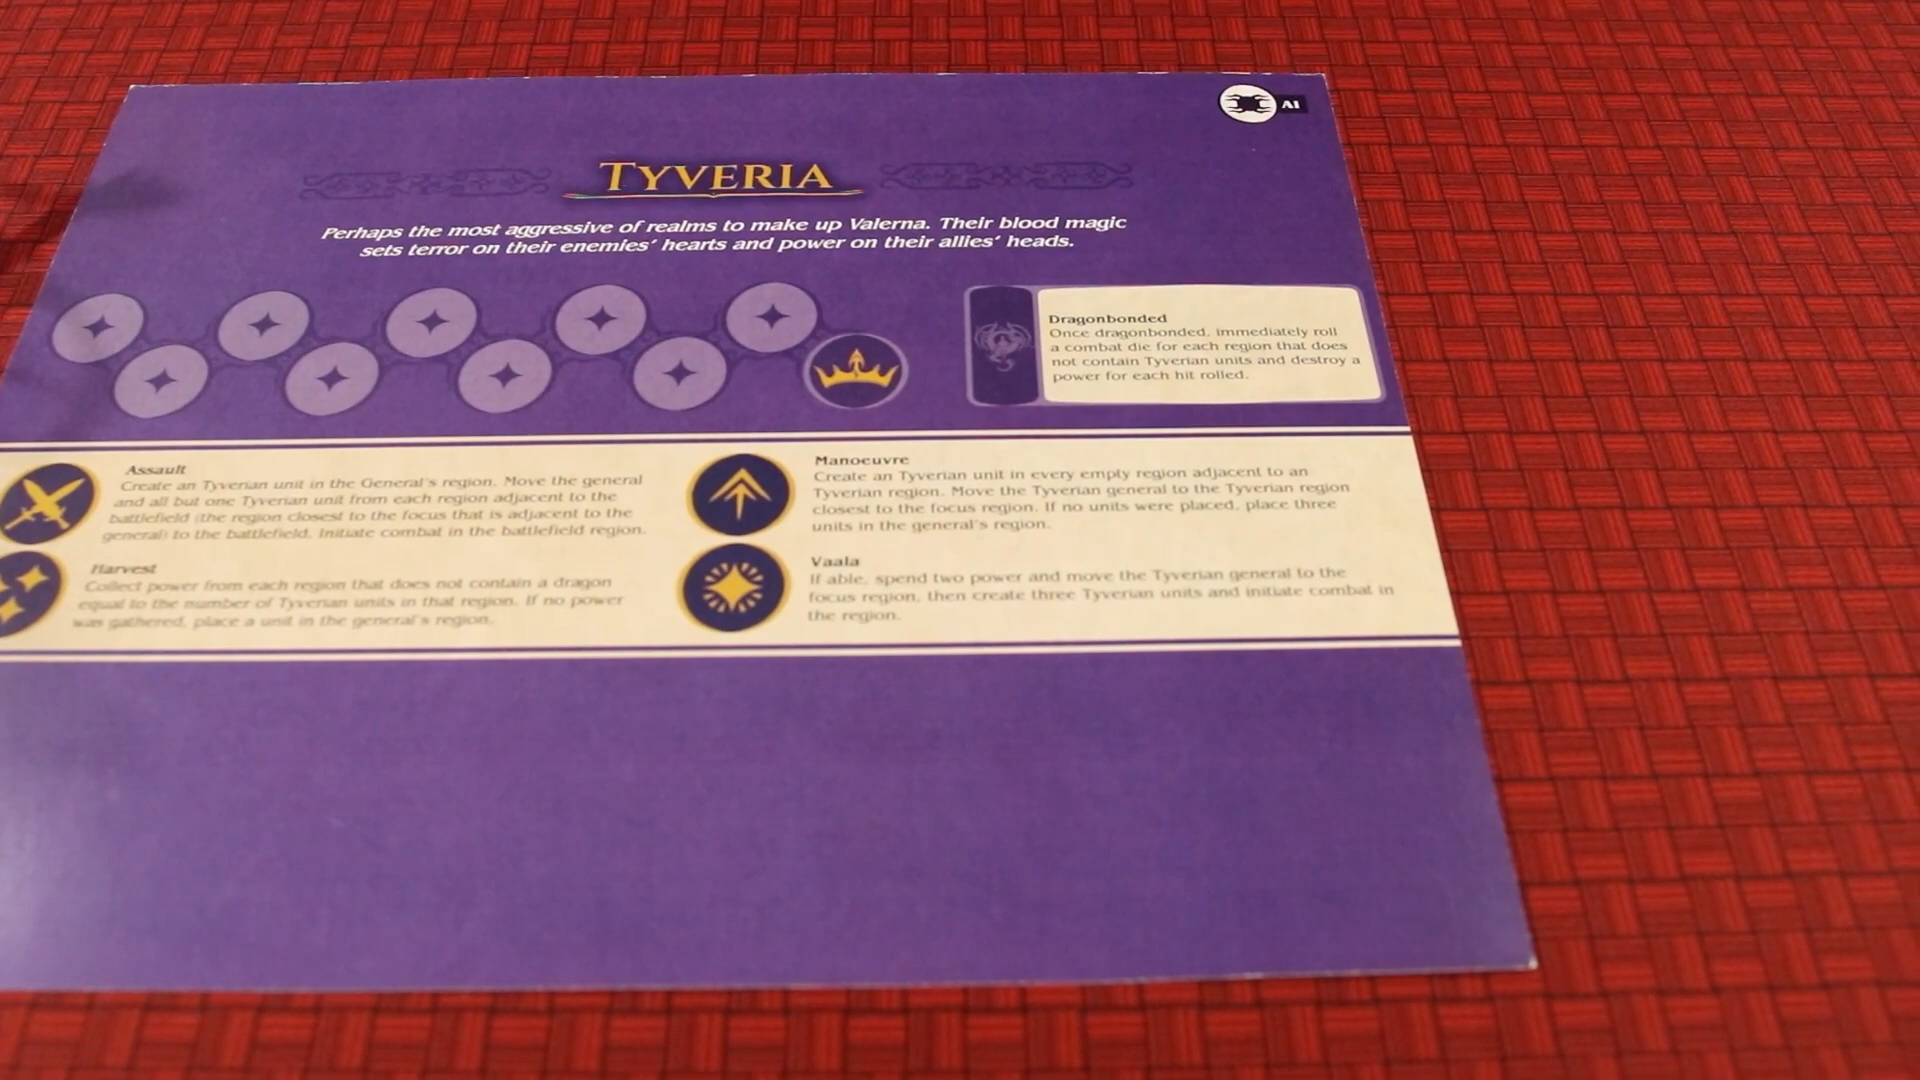 AI
TYVERIA
Perhaps the most aggressive of realms to make up Valerna. Their blood magic
sets terror on their enemies' hearts and power on their allies' heads.
Dragonbonded
Once dragonbonded, immediately roll
a combat die for each region that does
not contain Tyverian units and destroy a
power for each hit rolled.
Assault
Create an Tyverian unit in the General's region. Move the general
and all but one Tyverian unit from each region adjacent to the
battlefield (the region closest to the focus that is adjacent to the
general) to the battlefield. Initiate combat in the battlefield region.
Manoeuvre
Create an Tyverian unit in every empty region adjacent to an
Tyverian region. Move the Tyverian general to the Tyverian region
closest to the focus region. If no units were placed, place three
units in the general's region.
Harvest
Collect power from each region that does not contain a dragon
equal to the number of Tyverian units in that region. If no power
was gathered, place a unit in the general's region.
Vaala
If able, spend two power and move the Tyverian general to the
focus region, then create three Tyverian units and initiate combat in
the region.